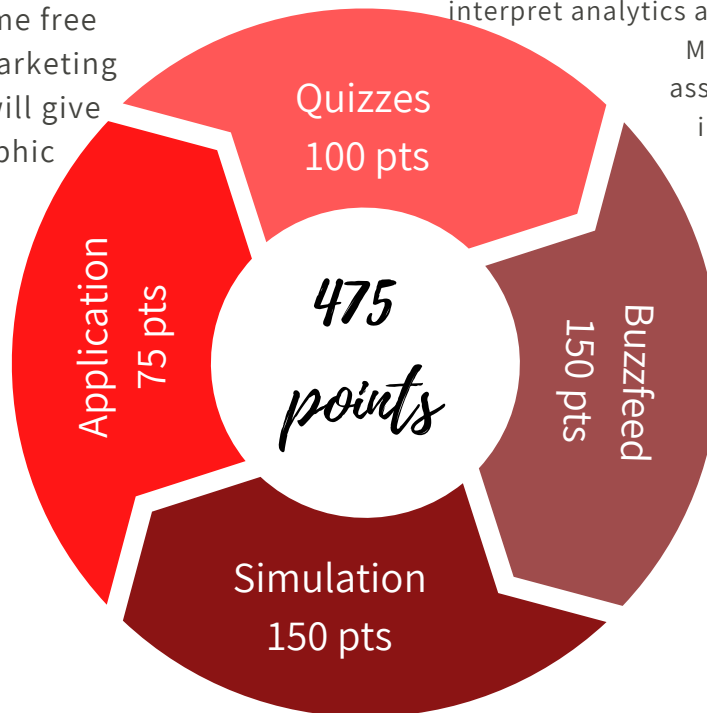 me free
arketing
will give
phic
interpret analytics a
M
ass
i
Quizzes
100 pts
Buzzfeed
150 pts
Simulation
150 pts
Application
75 pts
475
points